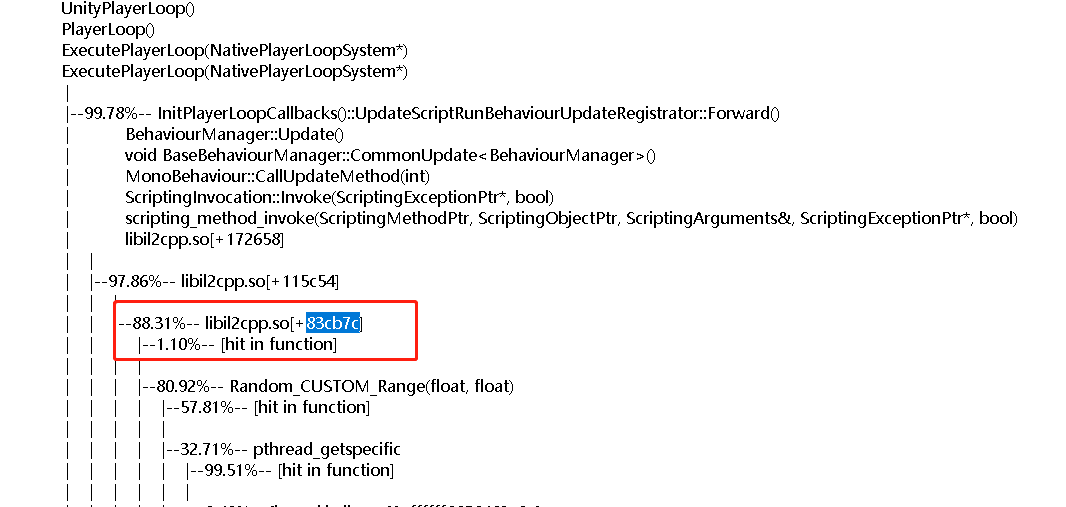 UnityPlayerLoop()
PlayerLoop()
ExecutePlayerLoop(NativePlayerLoopSystem*)
ExecutePlayerLoop(NativePlayerLoopSystem*)
|
|--99.78%-- InitPlayerLoopCallbacks()::UpdateScriptRunBehaviourUpdateRegistrator::Forward()
| BehaviourManager::Update()
| void BaseBehaviourManager::CommonUpdate<BehaviourManager>()
| MonoBehaviour::CallUpdateMethod(int)
| ScriptingInvocation::Invoke(ScriptingExceptionPtr*, bool)
| scripting_method_invoke(ScriptingMethodPtr, ScriptingObjectPtr, ScriptingArguments&, ScriptingExceptionPtr*, bool)
| libil2cpp.so[+172658]
| |
| |--97.86%-- libil2cpp.so[+115c54]
| | |
| | --88.31%-- libil2cpp.so[+83cb7c]
| | |--1.10%-- [hit in function]
| | | |
| | | |--80.92%-- Random_CUSTOM_Range(float, float)
| | | | |--57.81%-- [hit in function]
| | | | |
| | | | |--32.71%-- pthread_getspecific
| | | | | |--99.51%-- [hit in function]
| | | | | |